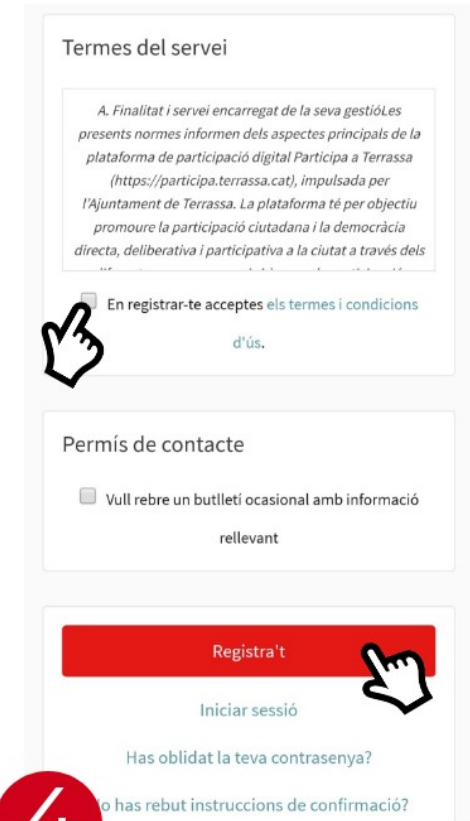 Termes del servei
A. Finalitat i servei encarregat de la seva gestióLes
presents normes informen dels aspectes principals de la
plataforma de participació digital Participa a Terrassa
(https://participa.terrassa.cat), impulsada per
l'Ajuntament de Terrassa. La plataforma té per objectiu
promoure la participació ciutadana i la democràcia
directa, deliberativa i participativa a la ciutat a través dels
En registrar-te acceptes els termes i condicions
d'ús.
Permís de contacte
Vull rebre un butlletí ocasional amb informació
rellevant
Registra't
Iniciar sessió
Has oblidat la teva contrasenya?
o has rebut instruccions de confirmació?
4